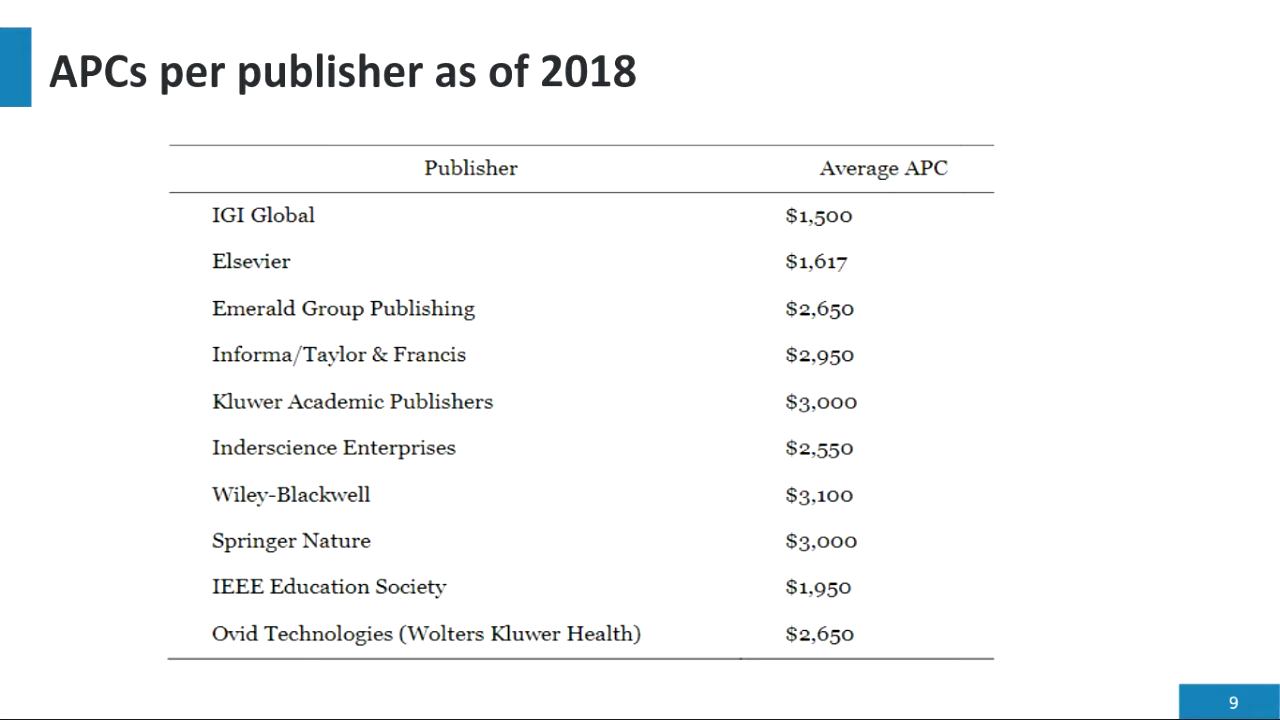 APCs per publisher as of 2018
Publisher Average APC
IGI Global $1,500
Elsevier $1,617
Emerald Group Publishing $2,650
Informa/Taylor & Francis $2,950
Kluwer Academic Publishers $3,000
Inderscience Enterprises $2,550
Wiley-Blackwell $3,100
Springer Nature $3,000
IEEE Education Society $1,950
Ovid Technologies (Wolters Kluwer Health) $2,650
9